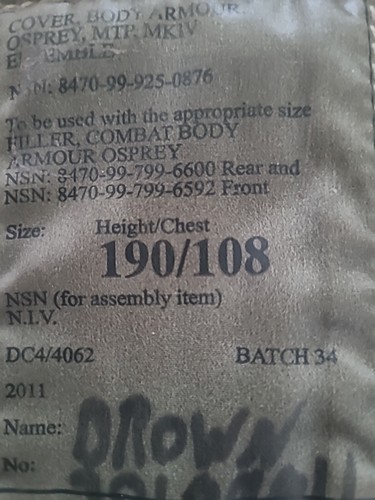 COVER, BODY ARMOUR
OSPREY, MTP, MKIV
NSN: 8470-99-925-0876
To be used with the appropriate size
FILLER, COMBAT BODY
ARMOUR OSPREY
NSN: 8470-99-799-6600 Rear and
NSN: 8470-99-799-6592 Front
Size: Height/Chest
190/108
NSN (for assembly item)
N.I.V.
DC4/4062 BATCH 34
2011
Name: DROWN
No: